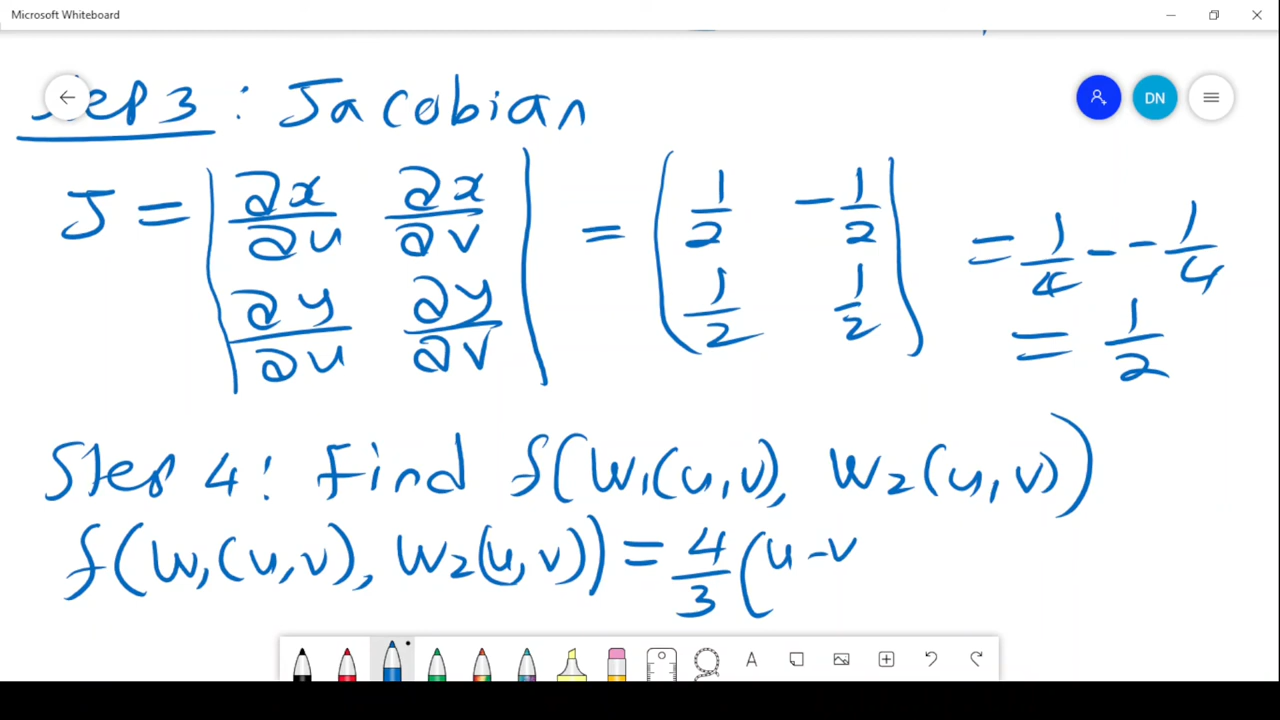 Microsoft Whiteboard
Step 3 : Jacobian
DN
J = | ∂x/∂u ∂x/∂v ; ∂y/∂u ∂y/∂v | = ( 1/2 -1/2 ; 1/2 1/2 ) = 1/4 - - 1/4
= 1/2
Step 4: Find f(W1(u,v), W2(u,v))
f(W1(u,v), W2(u,v)) = 4/3 (u-v
A